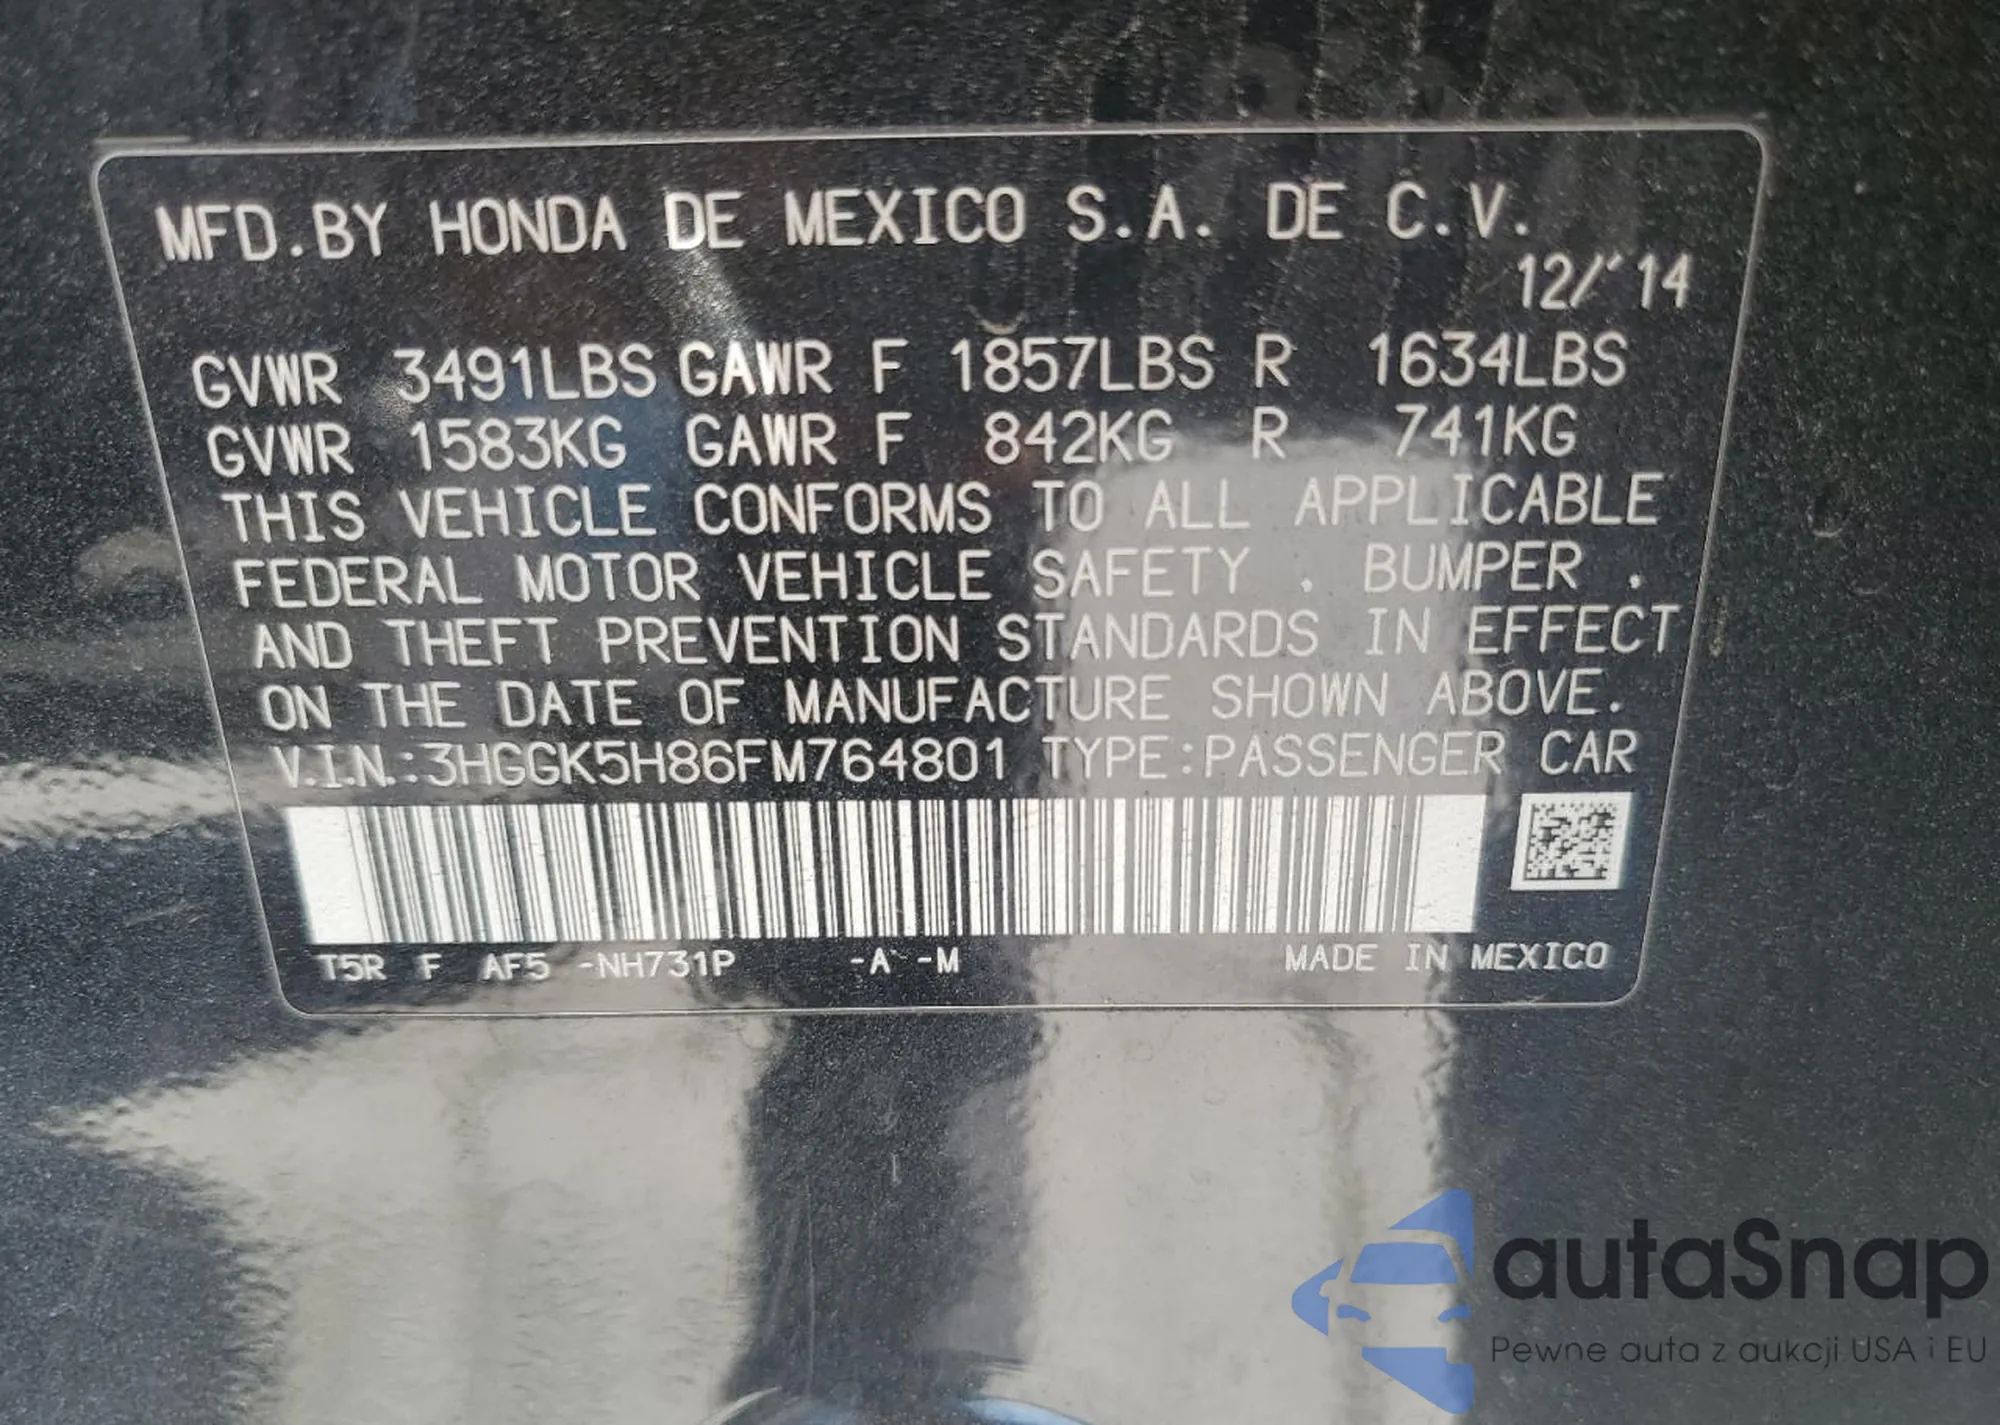 MFD.BY HONDA DE MEXICO S.A. DE C.V.
12/'14
GVWR 3491LBS GAWR F 1857LBS R 1634LBS
GVWR 1583KG GAWR F 842KG R 741KG
THIS VEHICLE CONFORMS TO ALL APPLICABLE
FEDERAL MOTOR VEHICLE SAFETY , BUMPER ,
AND THEFT PREVENTION STANDARDS IN EFFECT
ON THE DATE OF MANUFACTURE SHOWN ABOVE.
V.I.N.:3HGGK5H86FM764801 TYPE:PASSENGER CAR
T5R F AF5 -NH731P -A -M MADE IN MEXICO
autaSnap
Pewne auta z aukcji USA i EU